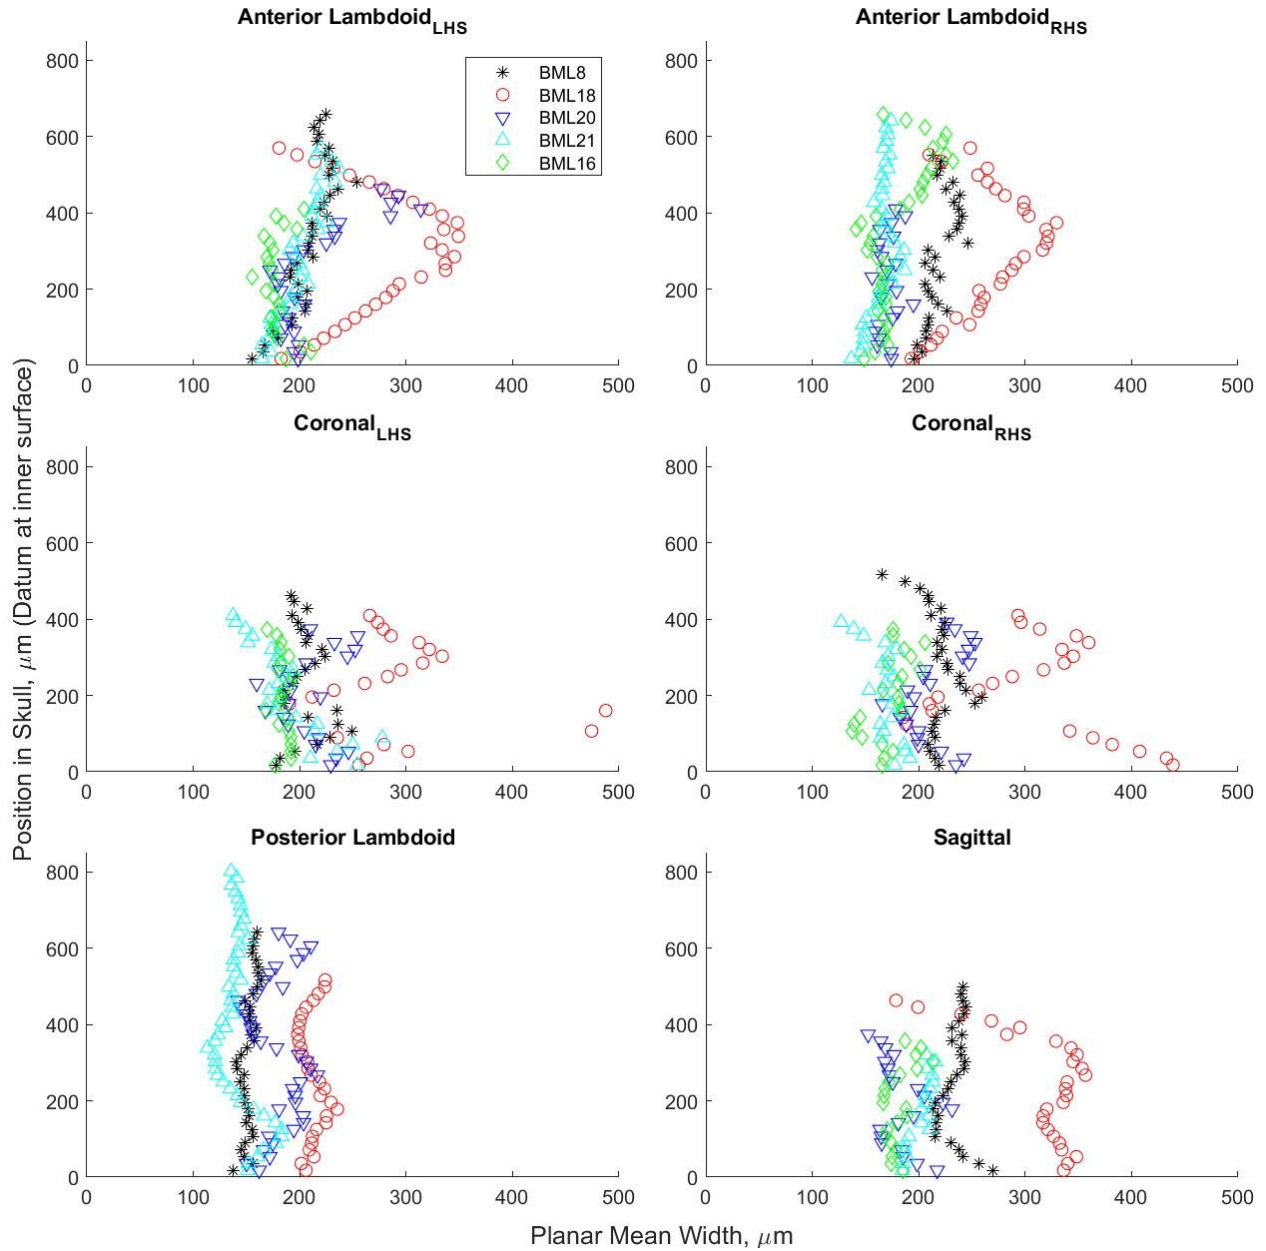 Anterior Lambdoid_LHS
800
600
400
200
0
0 100 200 300 400 500
BML8
BML18
BML20
BML21
BML16
Anterior Lambdoid_RHS
800
600
400
200
0
0 100 200 300 400 500
Coronal_LHS
800
600
400
200
0
0 100 200 300 400 500
Coronal_RHS
800
600
400
200
0
0 100 200 300 400 500
Posterior Lambdoid
800
600
400
200
0
0 100 200 300 400 500
Sagittal
800
600
400
200
0
0 100 200 300 400 500
Position in Skull, μm (Datum at inner surface)
Planar Mean Width, μm